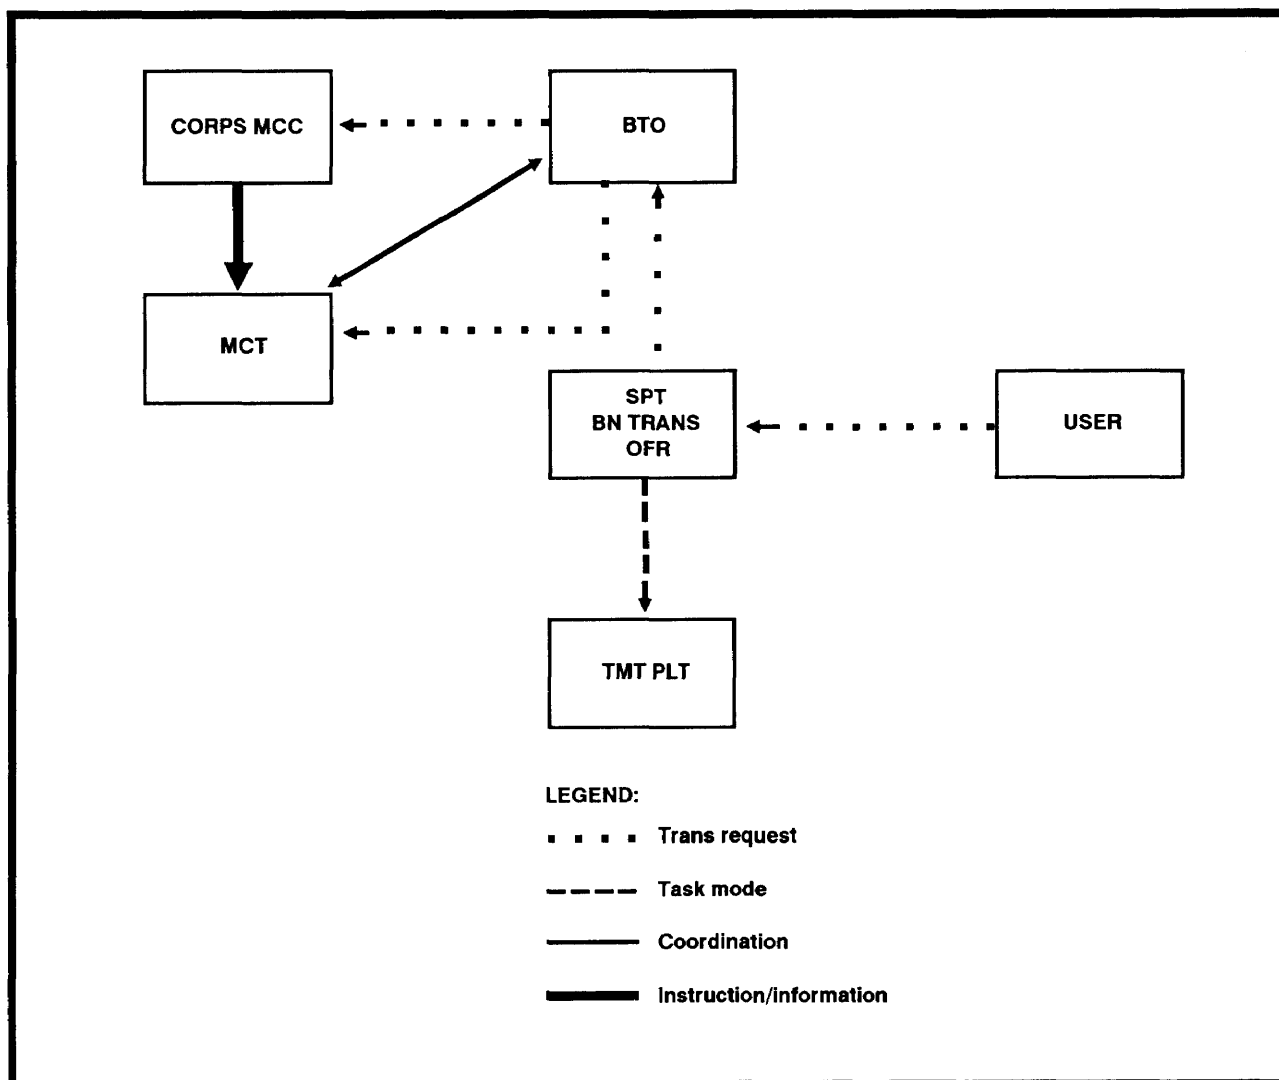 CORPS MCC
BTO
MCT
SPT
BN TRANS
OFR
USER
TMT PLT
LEGEND:
Trans request
Task mode
Coordination
Instruction/information